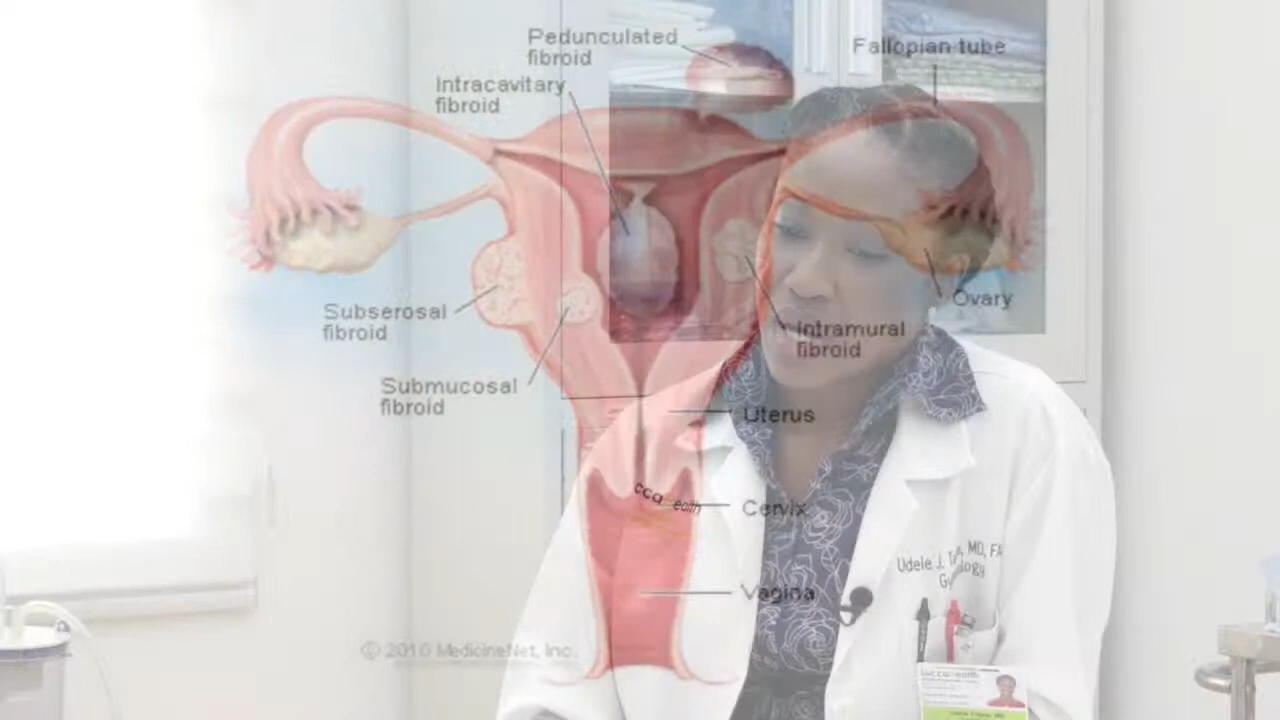 Pedunculated
fibroid
Fallopian tube
Intracavitary
fibroid
Subserosal
fibroid
Ovary
Intramural
fibroid
Submucosal
fibroid
Uterus
Cervix
Vagina
Udele J. MD, FA
© 2010 MedicineNet, Inc.